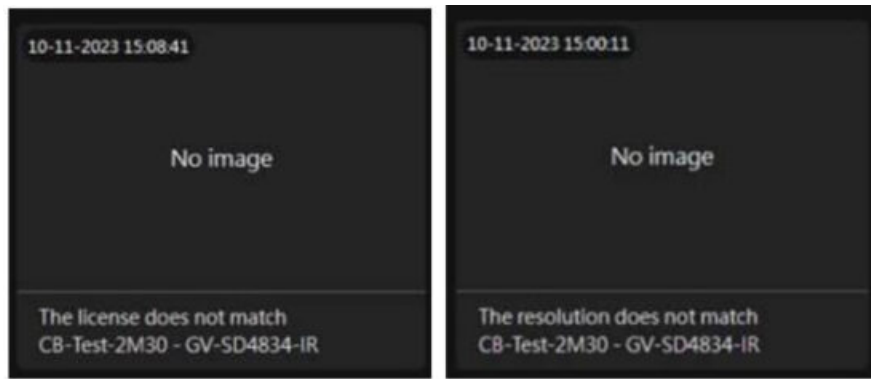 10-11-2023 15:08:41
No image
The license does not match
CB-Test-2M30 - GV-SD4834-IR
10-11-2023 15:00:11
No image
The resolution does not match
CB-Test-2M30 - GV-SD4834-IR